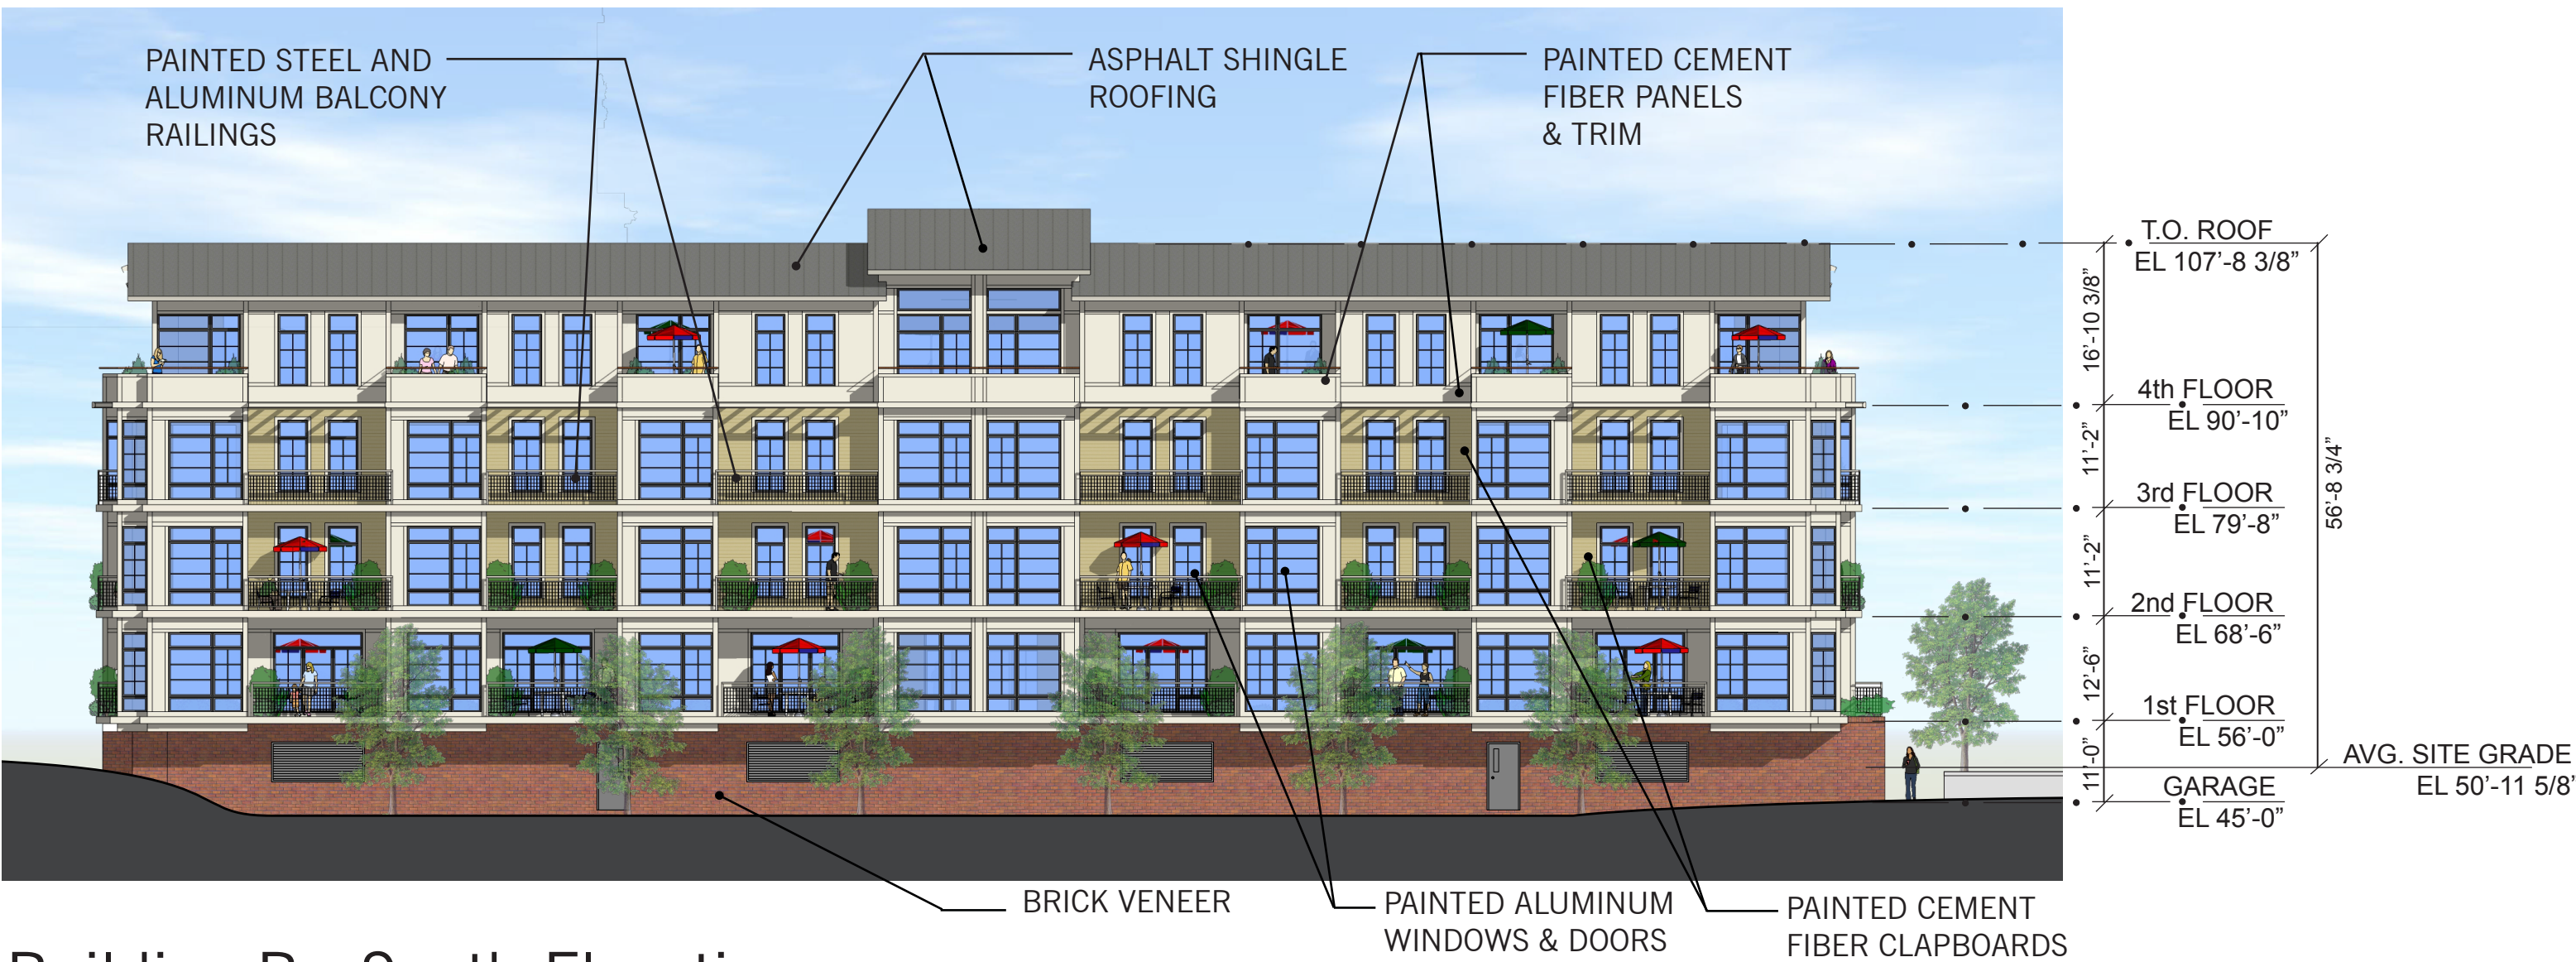 PAINTED STEEL AND
ALUMINUM BALCONY
RAILINGS
ASPHALT SHINGLE
ROOFING
PAINTED CEMENT
FIBER PANELS
& TRIM
T.O. ROOF
EL 107'-8 3/8”
16'-10 3/8”
4th FLOOR
EL 90'-10”
11'-2”
3rd FLOOR
EL 79'-8”
11'-2”
2nd FLOOR
EL 68'-6”
12'-6”
1st FLOOR
EL 56'-0”
11'-0”
GARAGE
EL 45'-0”
56'-8 3/4”
AVG. SITE GRADE
EL 50'-11 5/8”
BRICK VENEER
PAINTED ALUMINUM
WINDOWS & DOORS
PAINTED CEMENT
FIBER CLAPBOARDS